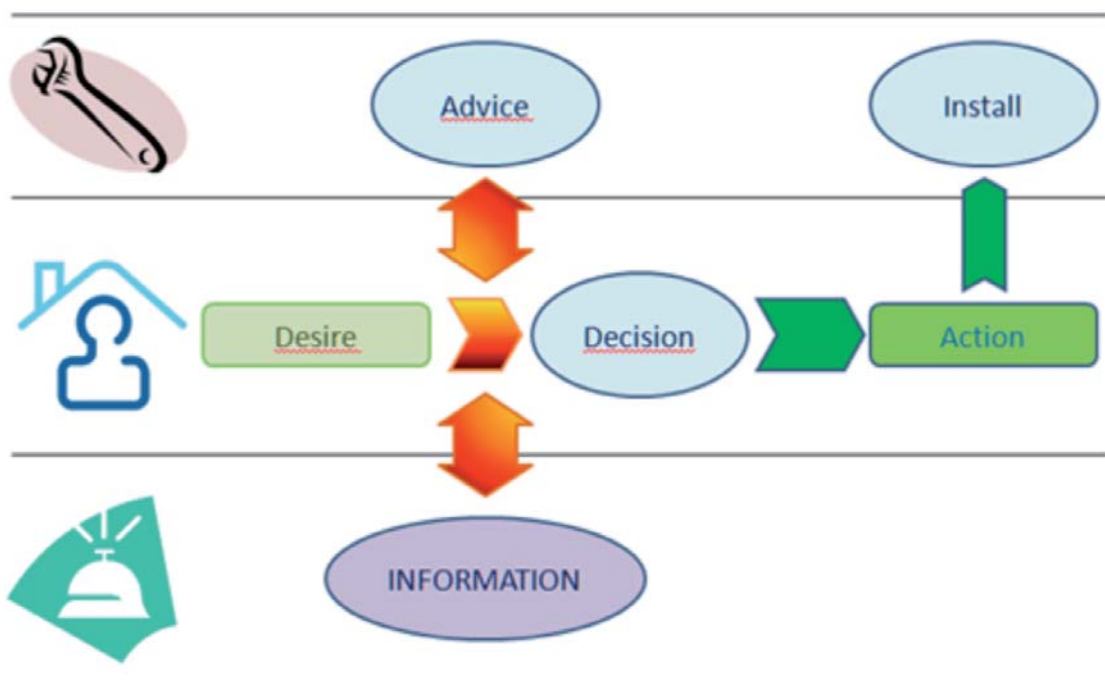 Advice
Install
Desire
Decision
Action
INFORMATION